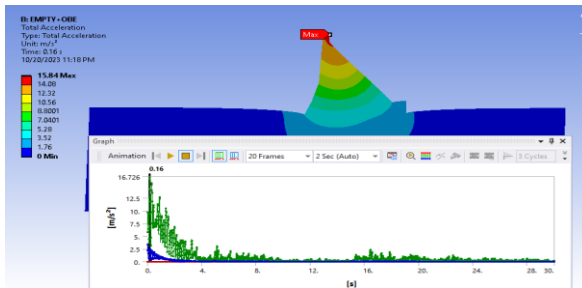 B: EMPTY+OBE
Total Acceleration
Type: Total Acceleration
Unit: m/s²
Time: 0.16 s
10/20/2023 11:18 PM
15.84 Max
14.08
12.32
10.56
8.8001
7.0401
5.28
3.52
1.76
0 Min
Max
Graph
Animation
20 Frames
2 Sec (Auto)
3 Cycles
0.16
16.726
12.5
10.
7.5
5.
2.5
0.
[m/s²]
0. 4. 8. 12. 16. 20. 24. 28. 30.
[s]